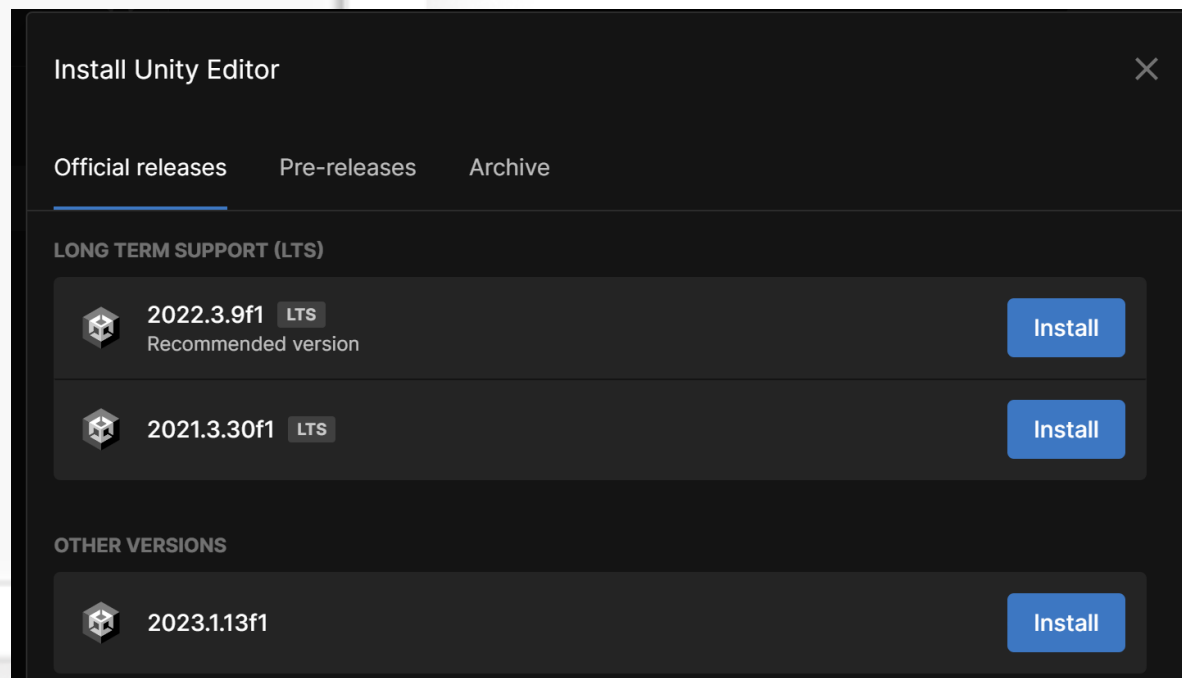 Install Unity Editor
Official releases Pre-releases Archive
LONG TERM SUPPORT (LTS)
2022.3.9f1 LTS
Recommended version
Install
2021.3.30f1 LTS
Install
OTHER VERSIONS
2023.1.13f1
Install